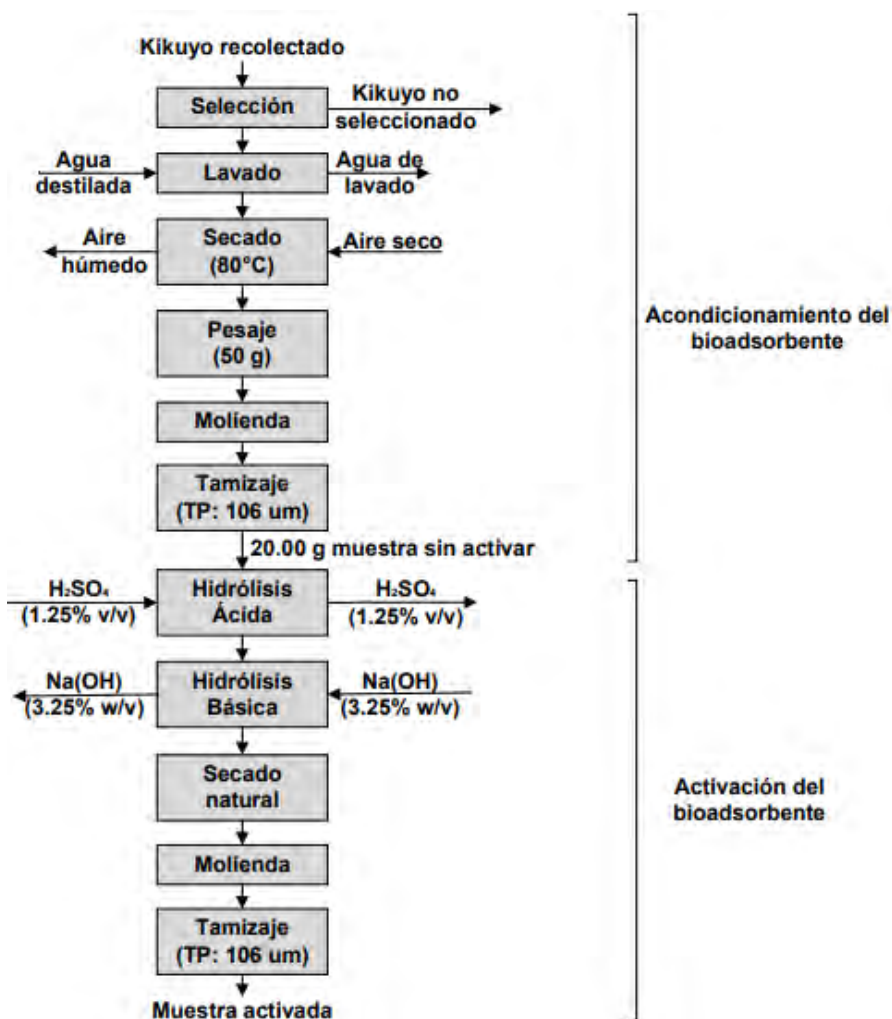 Kikuyo recolectado
Selección
Kikuyo no
seleccionado
Agua
destilada
Lavado
Agua de
lavado
Aire
húmedo
Secado
(80°C)
Aire seco
Pesaje
(50 g)
Molienda
Tamizaje
(TP: 106 um)
20.00 g muestra sin activar
Acondicionamiento del
bioadsorbente
H₂SO₄
(1.25% v/v)
Hidrólisis
Ácida
H₂SO₄
(1.25% v/v)
Na(OH)
(3.25% w/v)
Hidrólisis
Básica
Na(OH)
(3.25% w/v)
Secado
natural
Molienda
Tamizaje
(TP: 106 um)
Muestra activada
Activación del
bioadsorbente